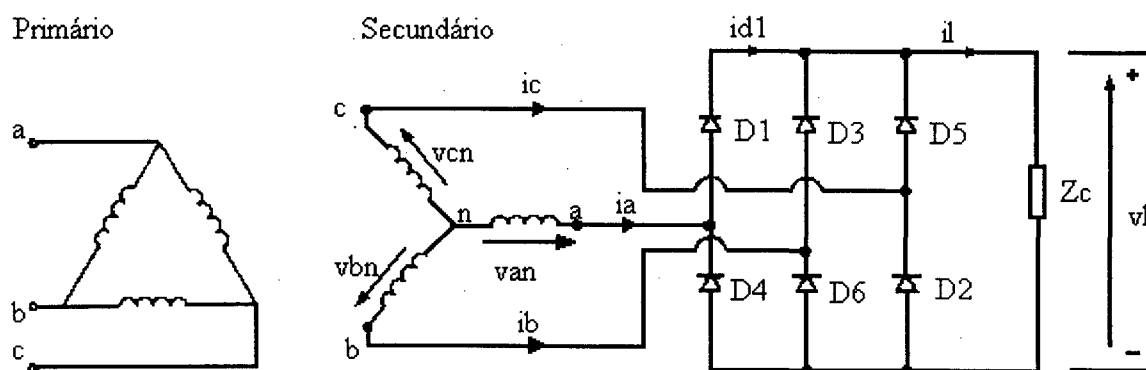 Primário
Secundário
id1
il
ic
c
a
+
D1
D3
D5
vcn
Zc
n
a
ia
vl
vbn
van
D4
D6
D2
b
ib
c
b
-